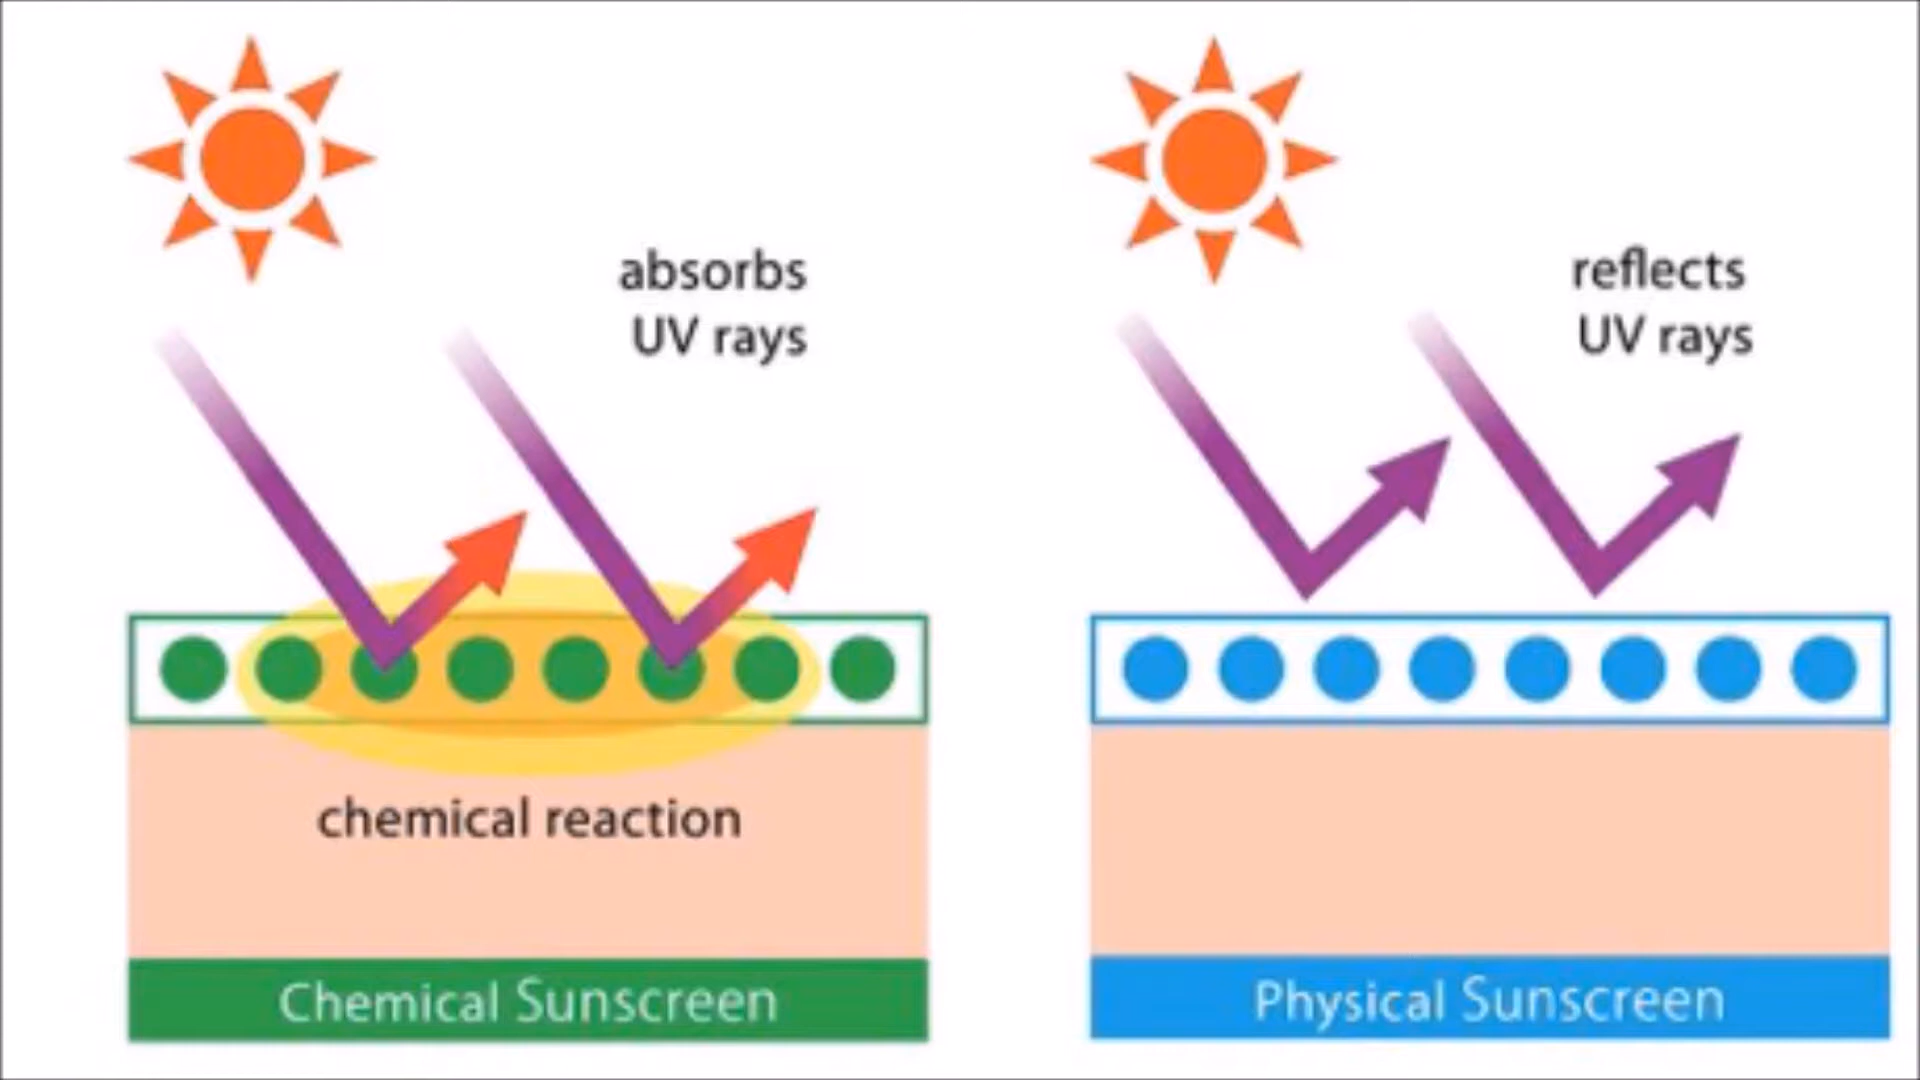 absorbs
UV rays
chemical reaction
Chemical Sunscreen
reflects
UV rays
Physical Sunscreen